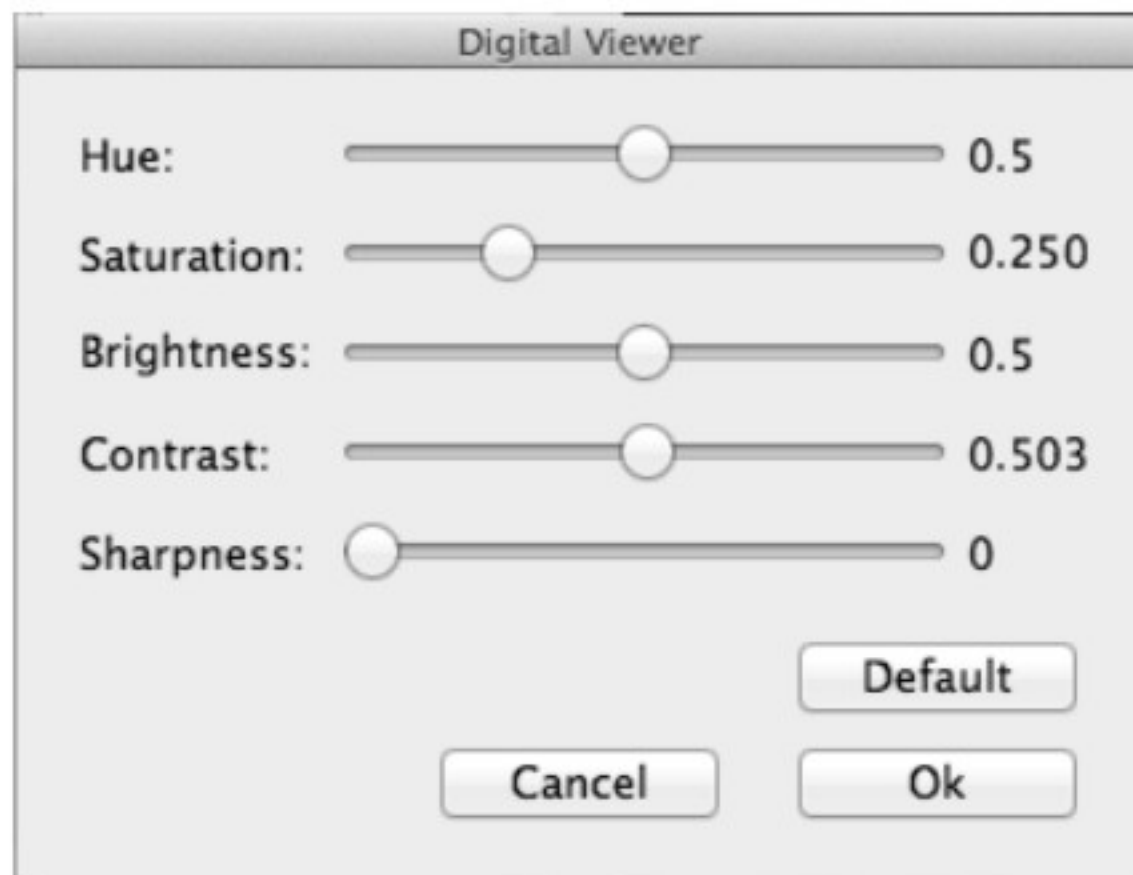 Digital Viewer
Hue: 0.5
Saturation: 0.250
Brightness: 0.5
Contrast: 0.503
Sharpness: 0
Default
Cancel Ok